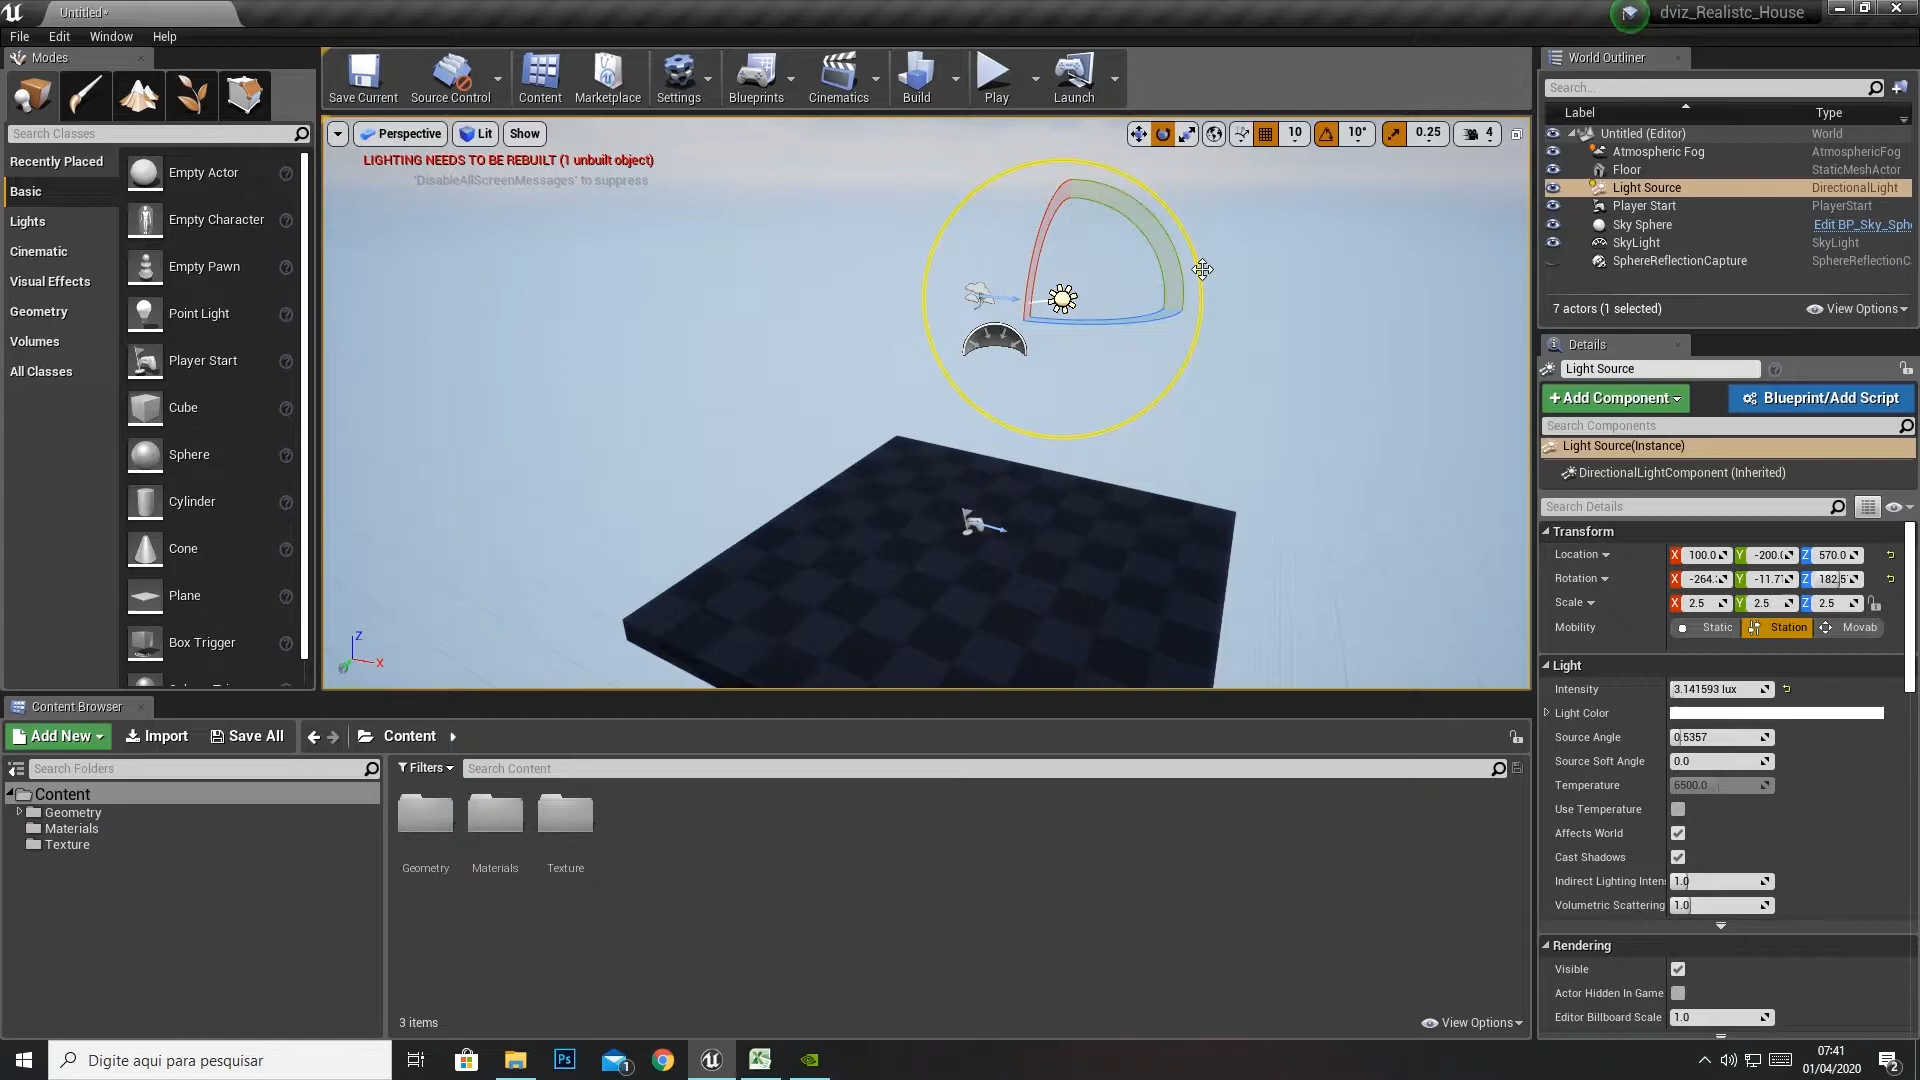 Untitled*
dviz_Realistc_House
File Edit Window Help
Modes
Search Classes
Recently Placed
Basic
Lights
Cinematic
Visual Effects
Geometry
Volumes
All Classes
Empty Actor
Empty Character
Empty Pawn
Point Light
Player Start
Cube
Sphere
Cylinder
Cone
Plane
Box Trigger
Save Current Source Control Content Marketplace Settings Blueprints Cinematics Build Play Launch
Perspective Lit Show
10 10° 0.25 4
LIGHTING NEEDS TO BE REBUILT (1 unbuilt object)
'DisableAllScreenMessages' to suppress
Z
X
World Outliner
Search...
Label Type
Untitled (Editor) World
Atmospheric Fog AtmosphericFog
Floor StaticMeshActor
Light Source DirectionalLight
Player Start PlayerStart
Sky Sphere Edit BP_Sky_Sph
SkyLight SkyLight
SphereReflectionCapture SphereReflectionC
7 actors (1 selected) View Options
Details
Light Source
+Add Component Blueprint/Add Script
Search Components
Light Source(Instance)
DirectionalLightComponent (Inherited)
Search Details
Transform
Location X 100.0 Y -200.( Z 570.0
Rotation X -264. Y -11.7 Z 182.5
Scale X 2.5 Y 2.5 Z 2.5
Mobility Static Station Movab
Light
Intensity 3.141593 lux
Light Color
Source Angle 0.5357
Source Soft Angle 0.0
Temperature 6500.0
Use Temperature
Affects World
Cast Shadows
Indirect Lighting Inten 1.0
Volumetric Scattering 1.0
Rendering
Visible
Actor Hidden In Game
Editor Billboard Scale 1.0
Content Browser
Add New Import Save All Content
Search Folders
Content
Geometry
Materials
Texture
Filters Search Content
Geometry Materials Texture
3 items View Options
Digite aqui para pesquisar
Ps
1
07:41
01/04/2020
2